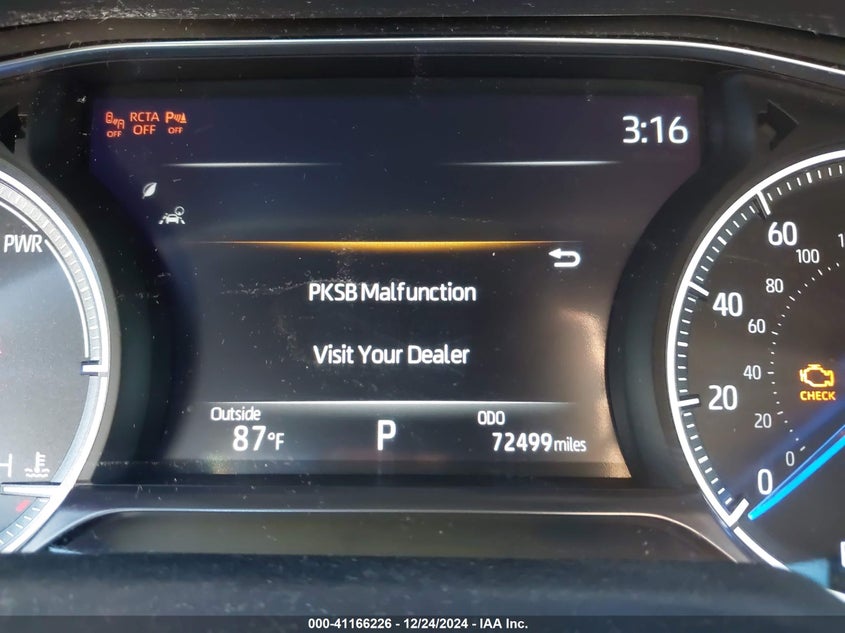 OFF
RCTA
OFF
P
OFF
3:16
PWR
PKSB Malfunction
Visit Your Dealer
Outside
87°F
P
ODO
72499 miles
H
60
100
80
40
60
40
CHECK
20
20
0
0
000-41166226 - 12/24/2024 - IAA Inc.